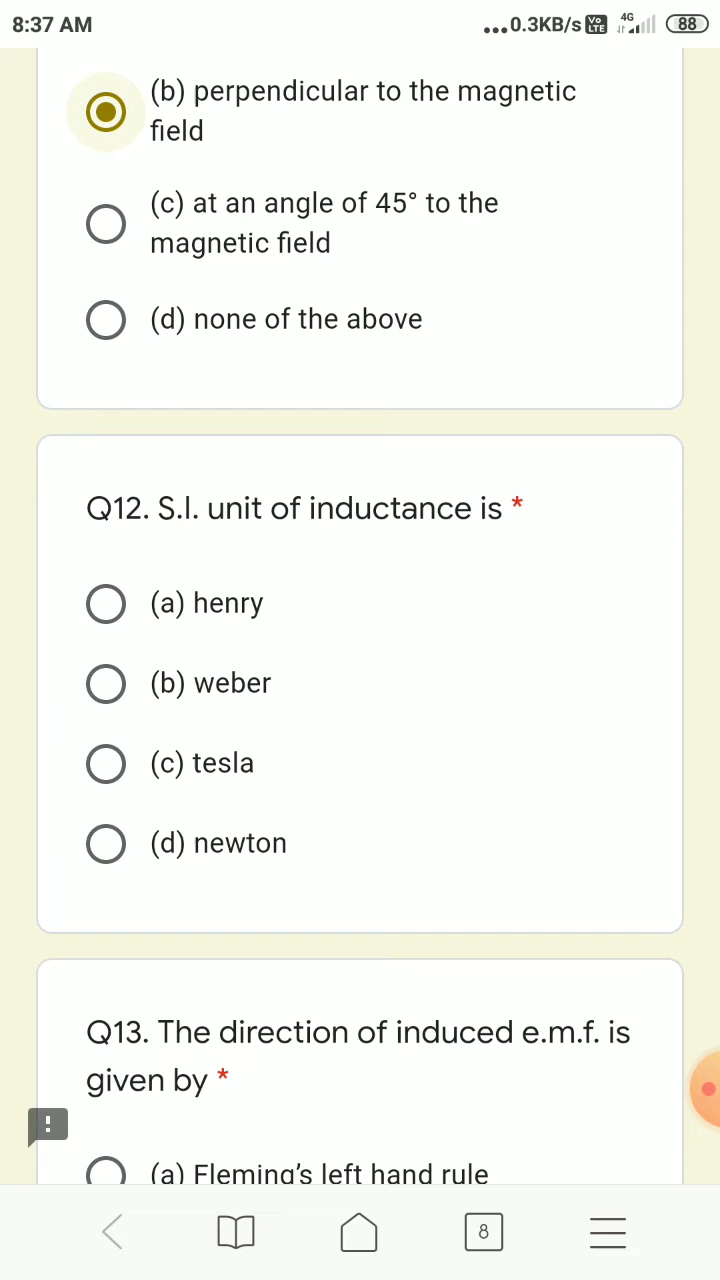 8:37 AM
...0.3KB/s Vo LTE 4G 88
(b) perpendicular to the magnetic
field
(c) at an angle of 45° to the
magnetic field
(d) none of the above
Q12. S.I. unit of inductance is *
(a) henry
(b) weber
(c) tesla
(d) newton
Q13. The direction of induced e.m.f. is
given by *
(a) Fleming's left hand rule
8